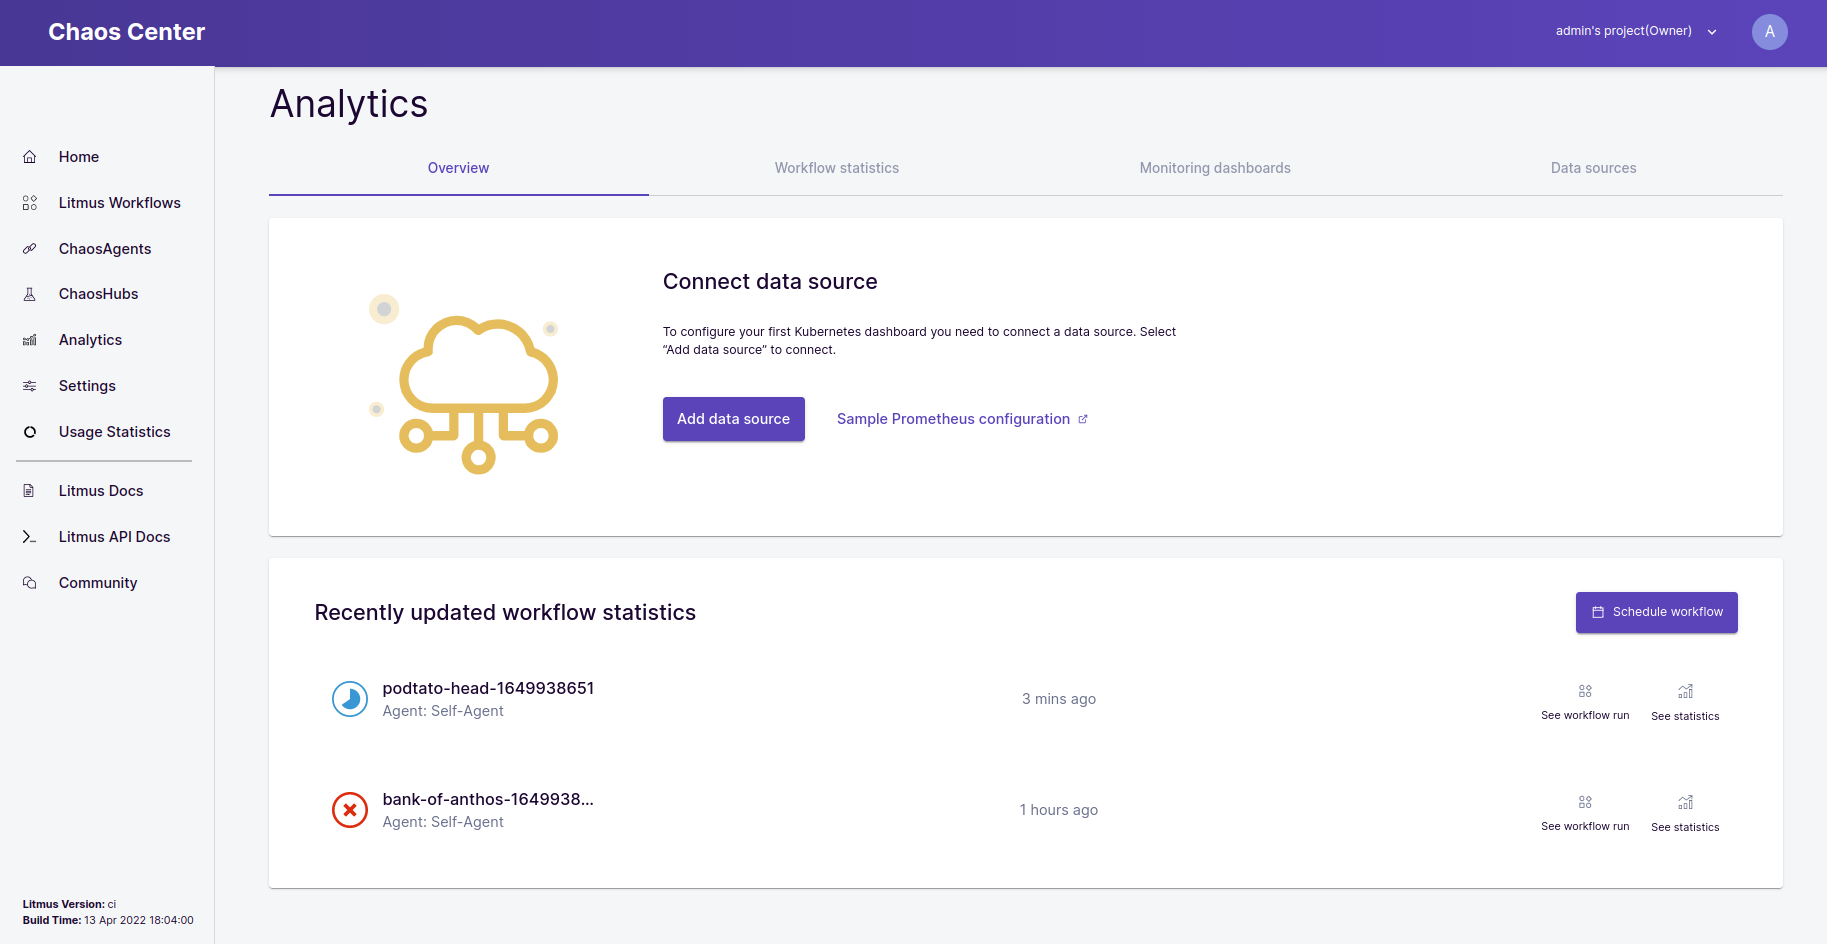 Chaos Center
admin's project(Owner)
A
Home
Litmus Workflows
ChaosAgents
ChaosHubs
Analytics
Settings
Usage Statistics
Litmus Docs
Litmus API Docs
Community
Litmus Version: ci
Build Time: 13 Apr 2022 18:04:00
Analytics
Overview
Workflow statistics
Monitoring dashboards
Data sources
Connect data source
To configure your first Kubernetes dashboard you need to connect a data source. Select
“Add data source” to connect.
Add data source
Sample Prometheus configuration
Recently updated workflow statistics
Schedule workflow
podtato-head-1649938651
Agent: Self-Agent
3 mins ago
See workflow run
See statistics
bank-of-anthos-1649938...
Agent: Self-Agent
1 hours ago
See workflow run
See statistics